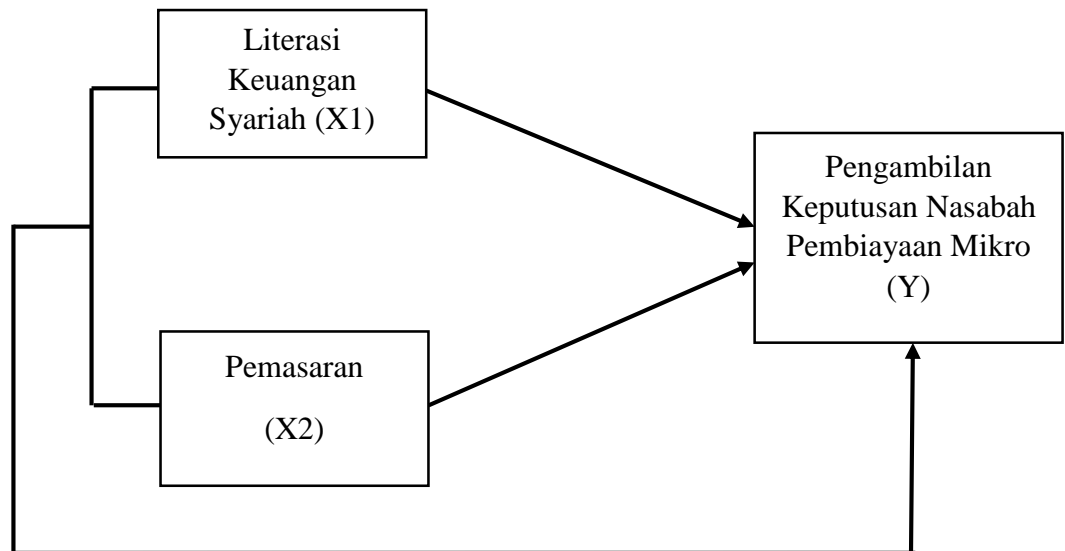 Literasi
Keuangan
Syariah (X1)
Pengambilan
Keputusan Nasabah
Pembiayaan Mikro
(Y)
Pemasaran
(X2)